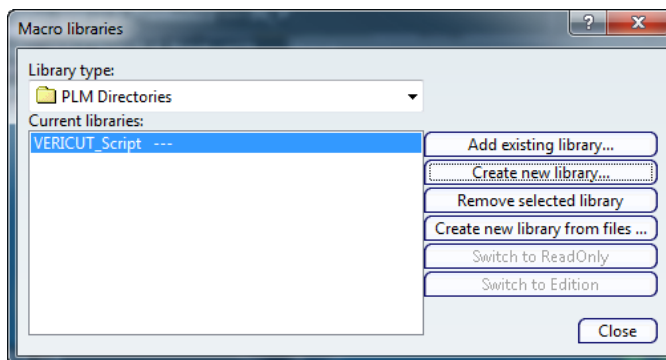 Macro libraries
Library type:
PLM Directories
Current libraries:
VERICUT_Script ---
Add existing library...
Create new library...
Remove selected library
Create new library from files ...
Switch to ReadOnly
Switch to Edition
Close